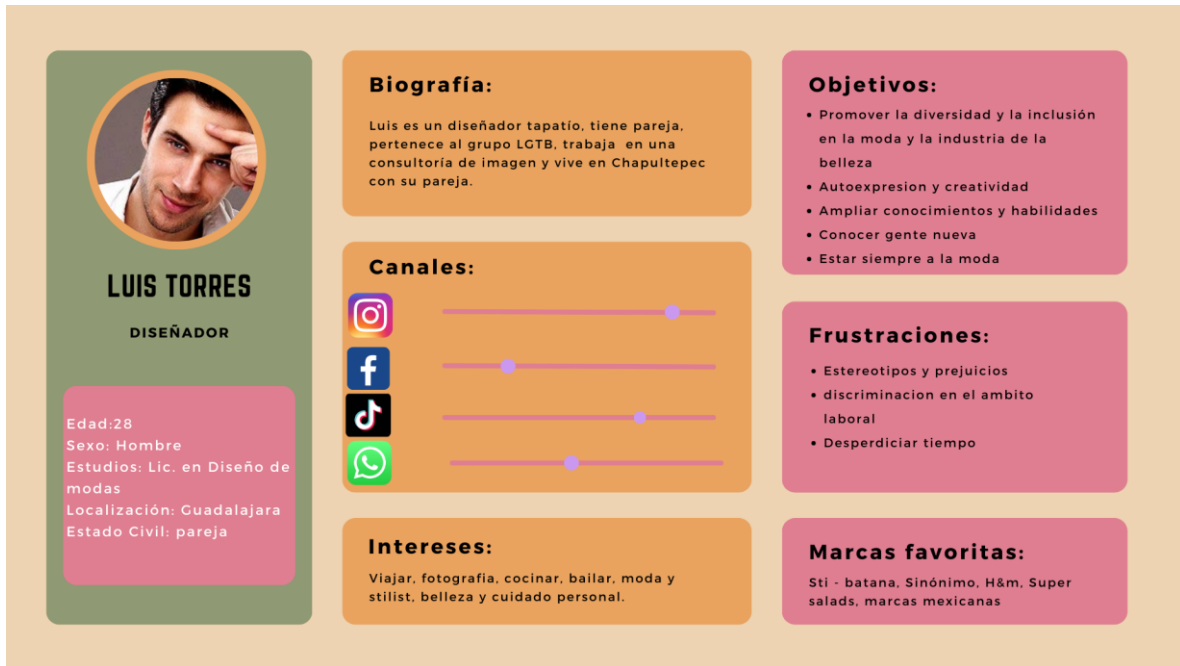 LUIS TORRES
DISEÑADOR
Edad:28
Sexo: Hombre
Estudios: Lic. en Diseño de
modas
Localización: Guadalajara
Estado Civil: pareja
Biografía:
Luis es un diseñador tapatío, tiene pareja,
pertenece al grupo LGTB, trabaja en una
consultoría de imagen y vive en Chapultepec
con su pareja.
Canales:
Intereses:
Viajar, fotografia, cocinar, bailar, moda y
stilist, belleza y cuidado personal.
Objetivos:
Promover la diversidad y la inclusión
en la moda y la industria de la
belleza
Autoexpresion y creatividad
Ampliar conocimientos y habilidades
Conocer gente nueva
Estar siempre a la moda
Frustraciones:
Estereotipos y prejuicios
discriminacion en el ambito
laboral
Desperdiciar tiempo
Marcas favoritas:
Sti - batana, Sinónimo, H&m, Super
salads, marcas mexicanas